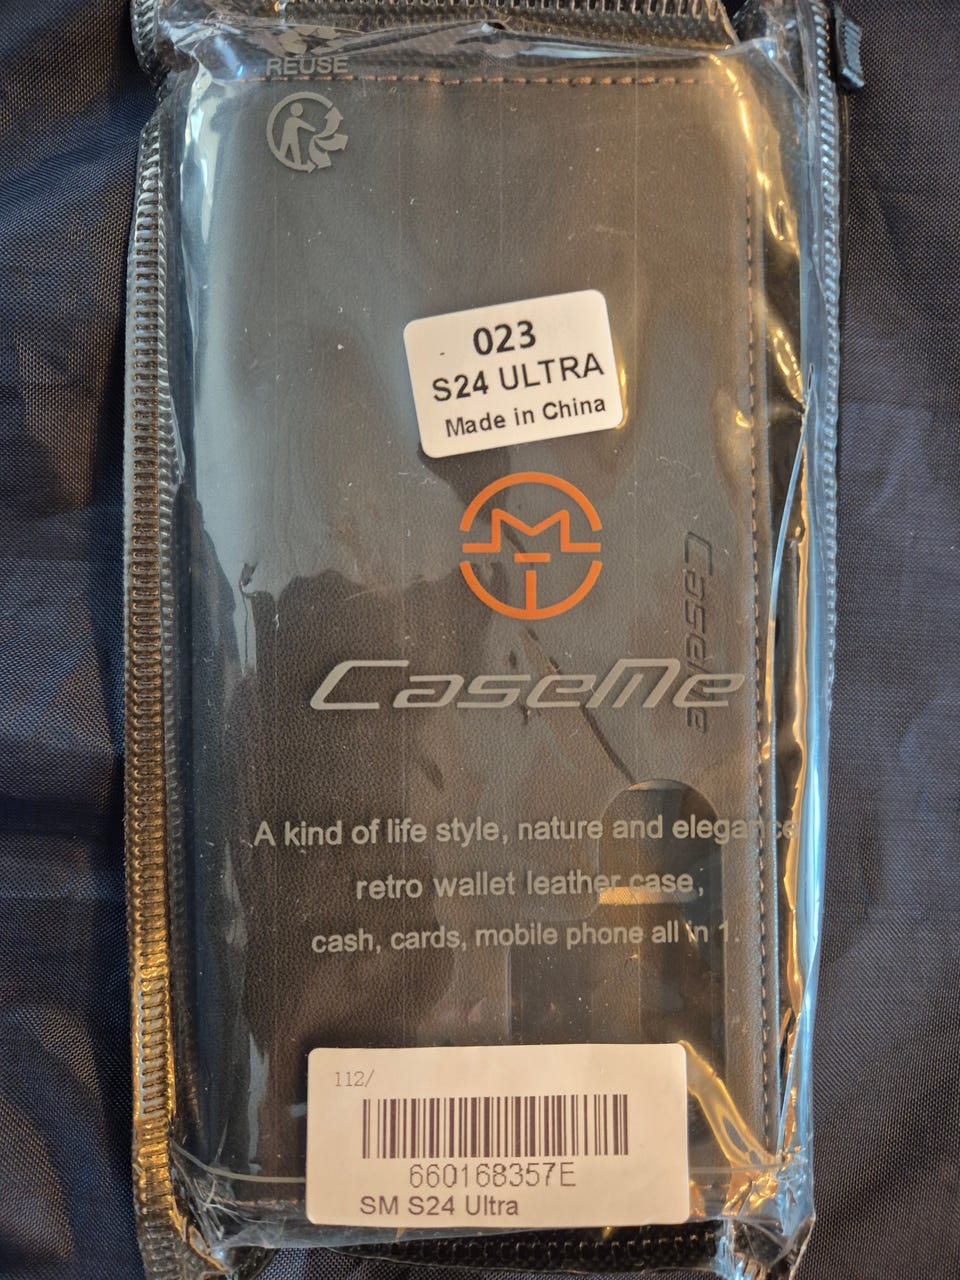 REUSE
023
S24 ULTRA
Made in China
CaseMe
CaseMe
A kind of life style, nature and elegance
retro wallet leather case,
cash, cards, mobile phone all in 1.
112/
660168357E
SM S24 Ultra